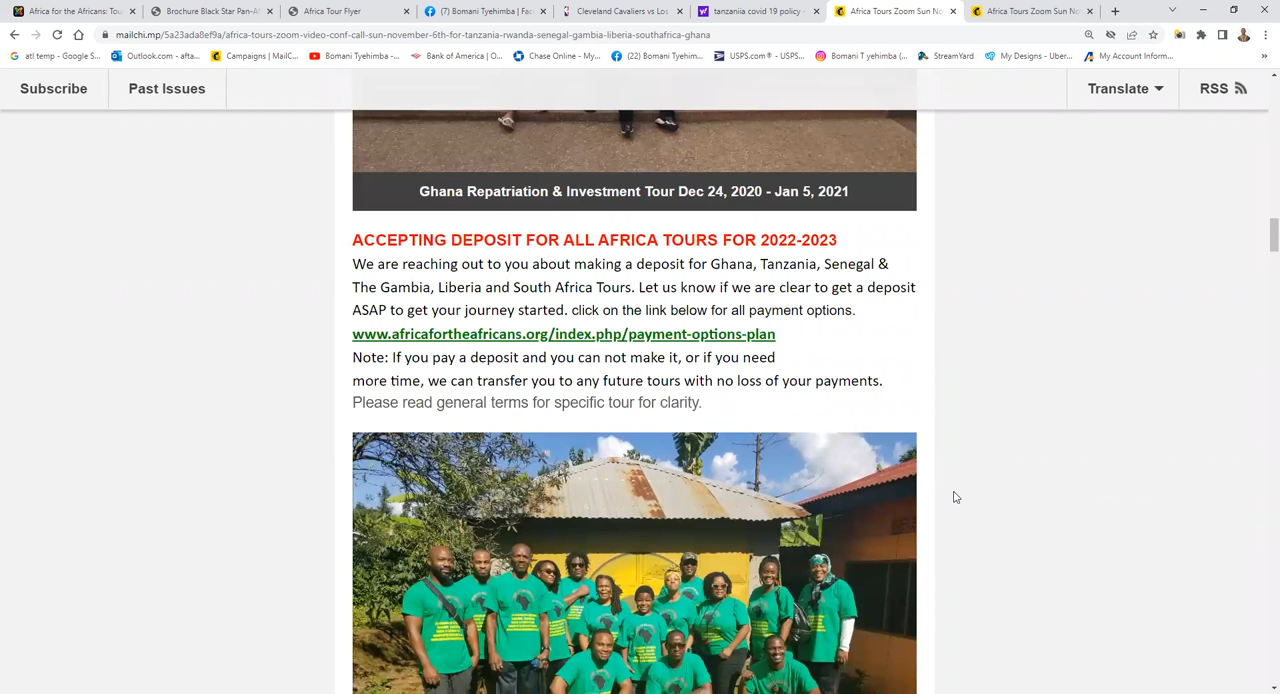 Africa for the Africans: Tou
Brochure Black Star Pan-A
Africa Tour Flyer
(7) Bomani Tyehimba | Fac
Cleveland Cavaliers vs Los
tanzaniia covid 19 policy -
Africa Tours Zoom Sun No
Africa Tours Zoom Sun No
mailchi.mp/5a23ada8ef9a/africa-tours-zoom-video-conf-call-sun-november-6th-for-tanzania-rwanda-senegal-gambia-liberia-southafrica-ghana
atl temp - Google S...
Outlook.com - afta...
Campaigns | MailC...
Bomani Tyehimba -...
Bank of America | O...
Chase Online - My...
(22) Bomani Tyehim...
USPS.com® - USPS...
Bomani T yehimba (...
StreamYard
My Designs - Uber...
My Account Inform...
Subscribe
Past Issues
Translate
RSS
Ghana Repatriation & Investment Tour Dec 24, 2020 - Jan 5, 2021
ACCEPTING DEPOSIT FOR ALL AFRICA TOURS FOR 2022-2023
We are reaching out to you about making a deposit for Ghana, Tanzania, Senegal &
The Gambia, Liberia and South Africa Tours. Let us know if we are clear to get a deposit
ASAP to get your journey started. click on the link below for all payment options.
www.africafortheafricans.org/index.php/payment-options-plan
Note: If you pay a deposit and you can not make it, or if you need
more time, we can transfer you to any future tours with no loss of your payments.
Please read general terms for specific tour for clarity.